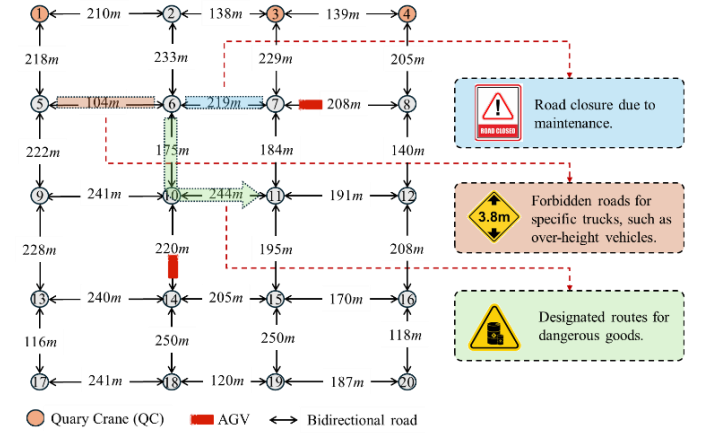 1 210m 2 138m 3 139m 4
218m 233m 229m 205m
5 104m 6 219m 7 208m 8
ROAD CLOSED
Road closure due to
maintenance.
222m 175m 184m 140m
9 241m 10 244m 11 191m 12
3.8m
Forbidden roads for
specific trucks, such as
over-height vehicles.
228m 220m 195m 208m
13 240m 14 205m 15 170m 16
Designated routes for
dangerous goods.
116m 250m 250m 118m
17 241m 18 120m 19 187m 20
Quary Crane (QC) AGV Bidirectional road